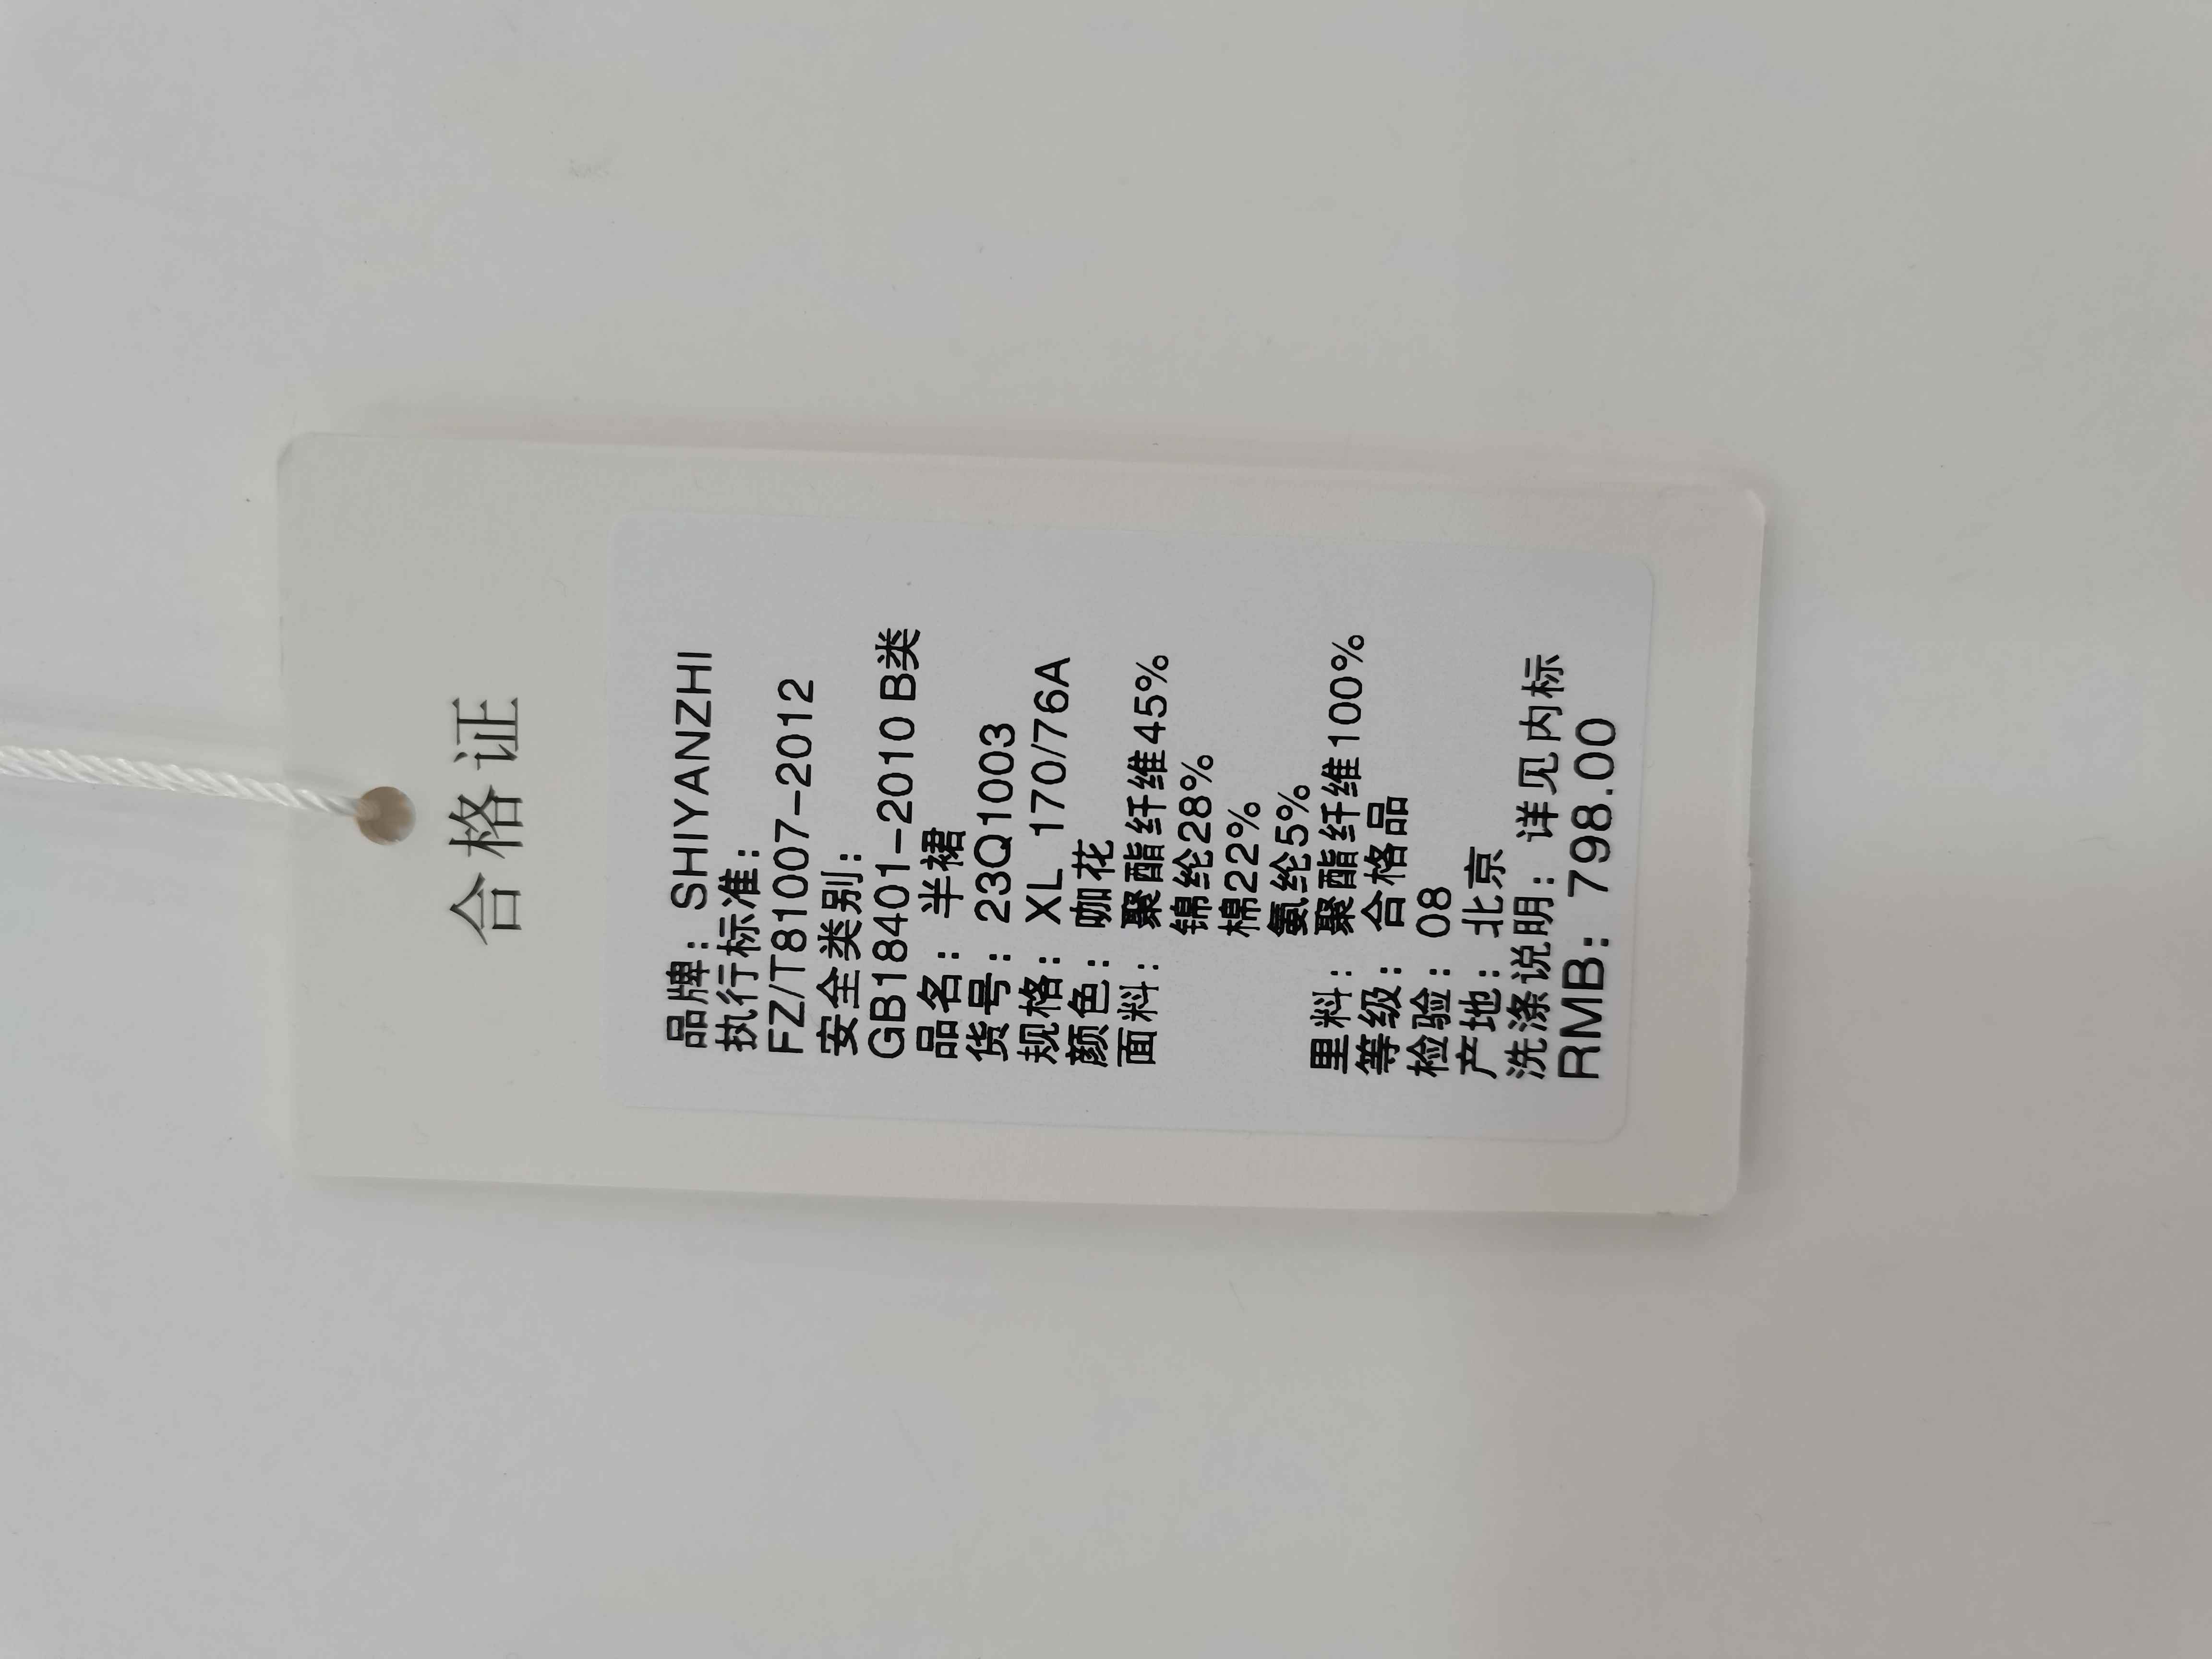 合格证
品牌：SHIYANZHI
执行标准：
FZ/T81007-2012
安全类别：
GB18401-2010 B类
品名：半裙
货号：23Q1003
规格：XL 170/76A
颜色：咖花
面料：聚酯纤维45%
锦纶28%
棉22%
氨纶5%
里料：聚酯纤维100%
等级：合格品
检验：08
产地：北京
洗涤说明：详见内标
RMB：798.00